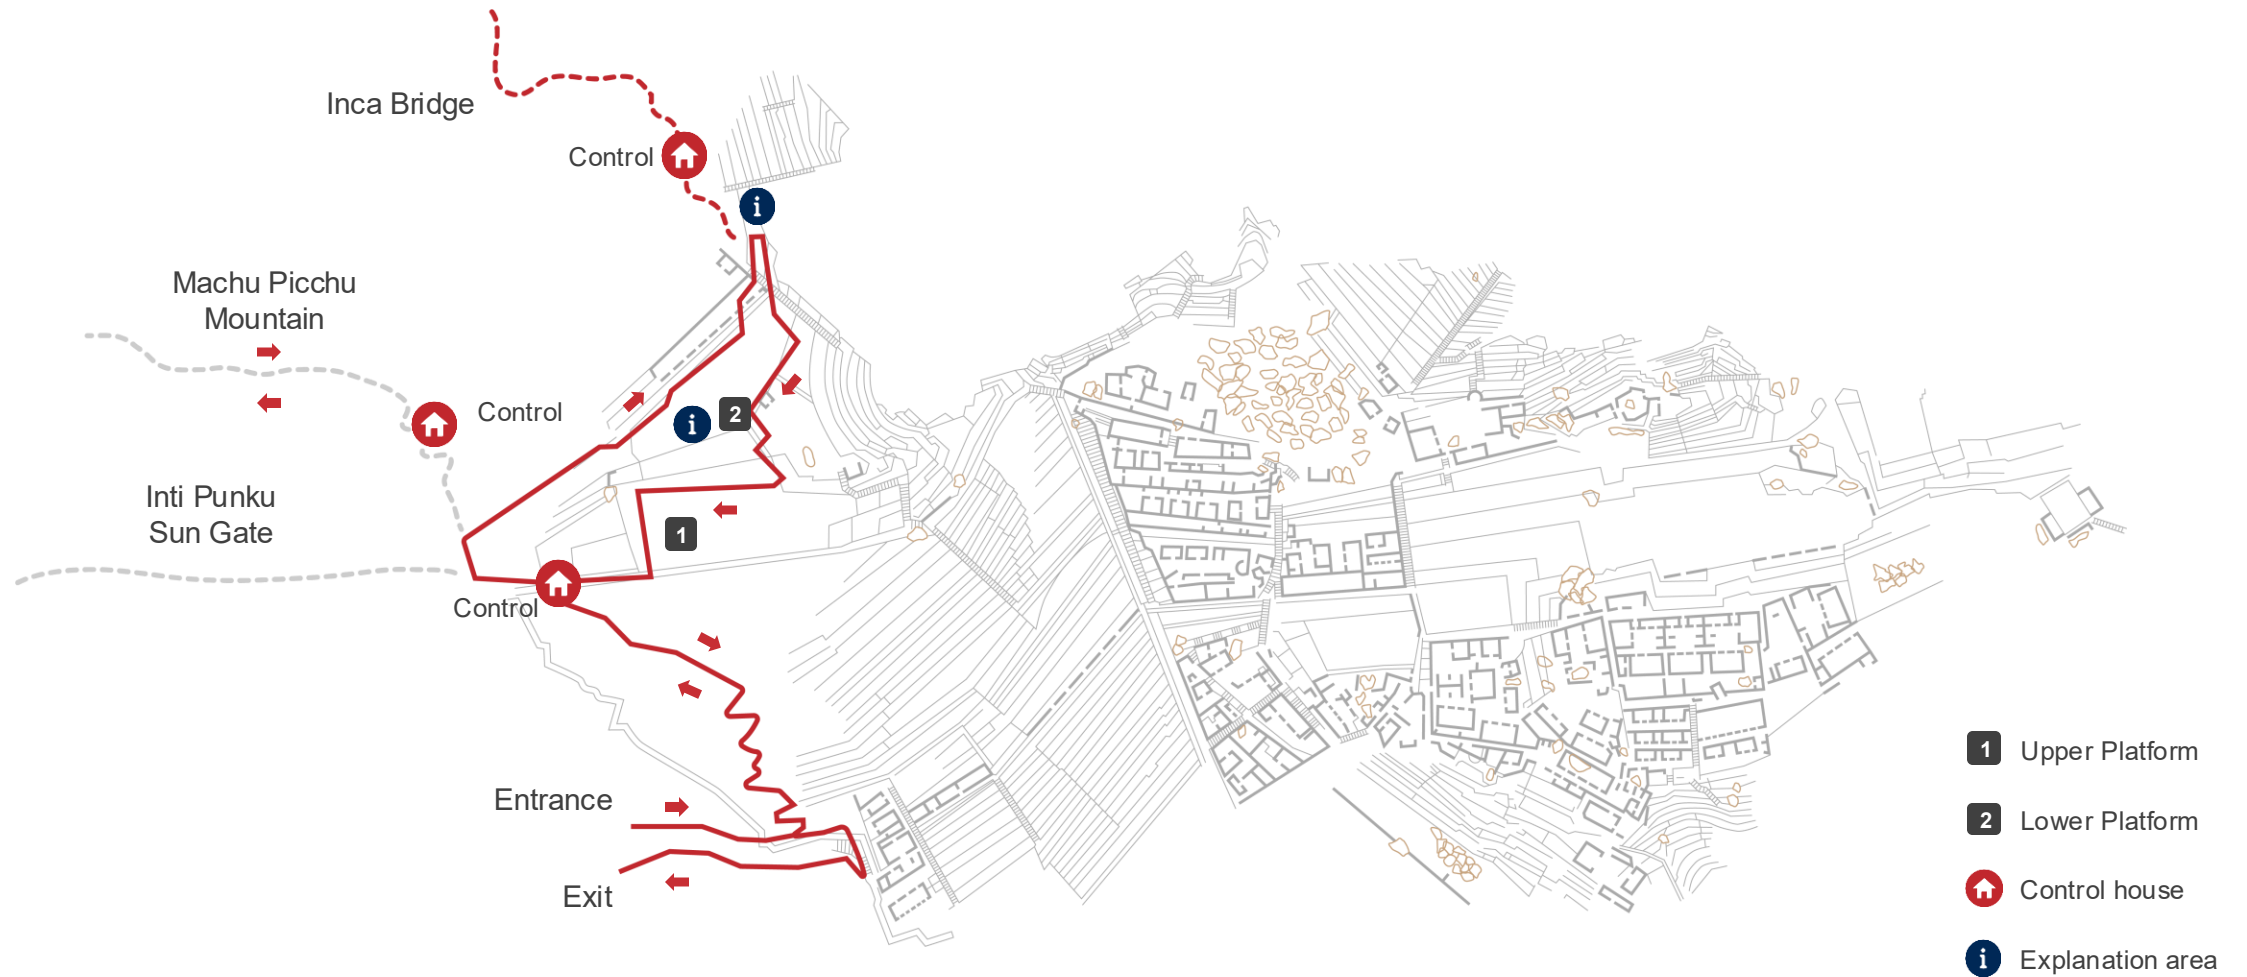 Inca Bridge
Control
Machu Picchu
Mountain
Control
2
Inti Punku
Sun Gate
1
Control
Entrance
Exit
1 Upper Platform
2 Lower Platform
Control house
i Explanation area
i
i